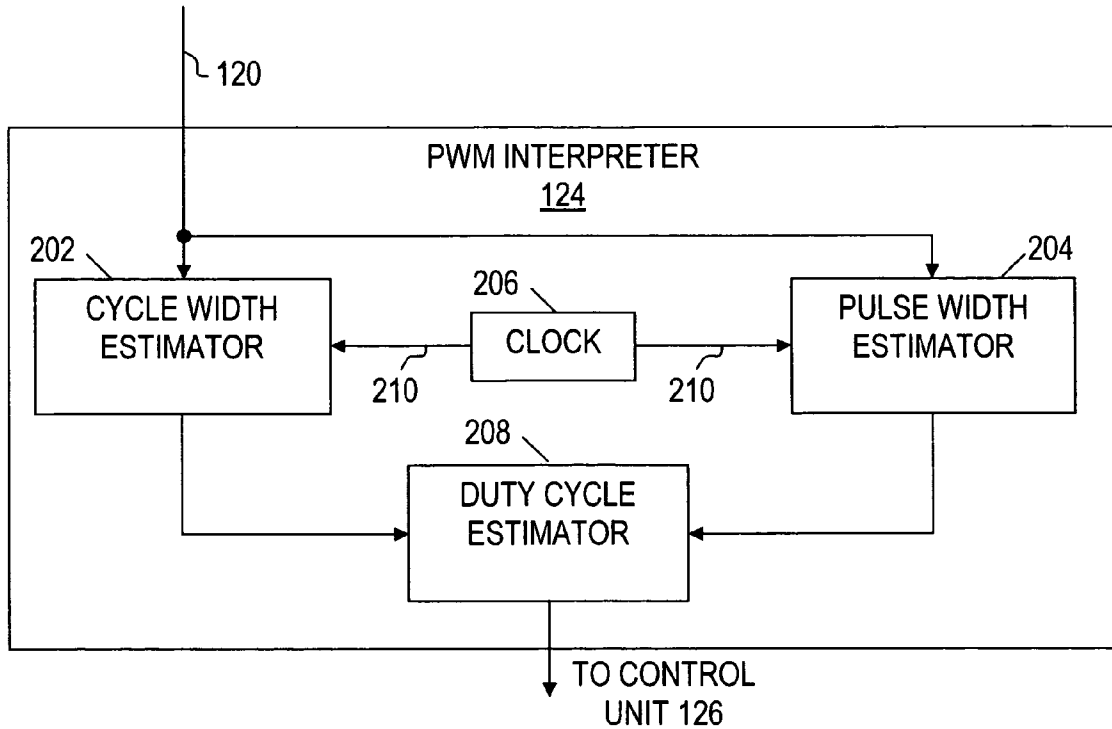 120
PWM INTERPRETER
124
202
204
206
CYCLE WIDTH
ESTIMATOR
CLOCK
PULSE WIDTH
ESTIMATOR
210
210
208
DUTY CYCLE
ESTIMATOR
TO CONTROL
UNIT 126